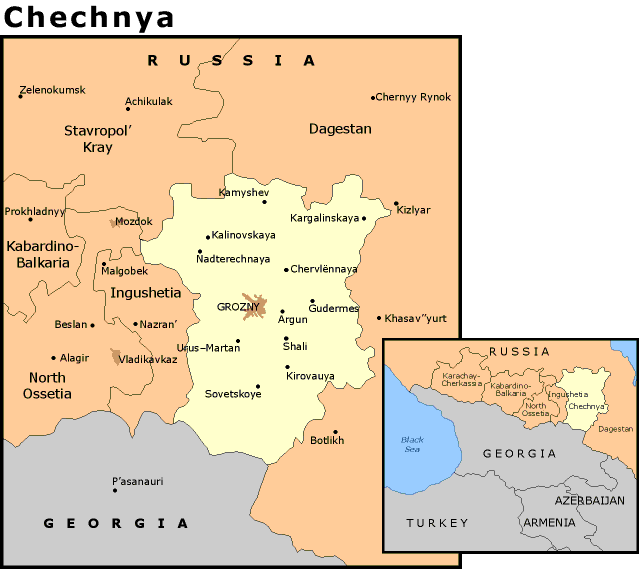 Chechnya
RUSSIA
Zelenokumsk
Achikulak
Chernyy Rynok
Stavropol’
Kray
Dagestan
Kamyshev
Prokhladnyy
Mozdok
Kargalinskaya
Kizlyar
Kabardino-
Balkaria
Kalinovskaya
Nadterechnaya
Malgobek
Chervlënnaya
Ingushetia
GROZNY
Gudermes
Argun
Beslan
Nazran’
Khasav”yurt
Urus–Martan
Shali
Alagir
Vladikavkaz
Kirovauya
North
Ossetia
Sovetskoye
Botlikh
P’asanauri
GEORGIA
RUSSIA
Karachay-
Cherkassia
Kabardino-
Balkaria
Ingushetia
North
Ossetia
Chechnya
Dagestan
Black
Sea
GEORGIA
AZERBAIJAN
TURKEY
ARMENIA